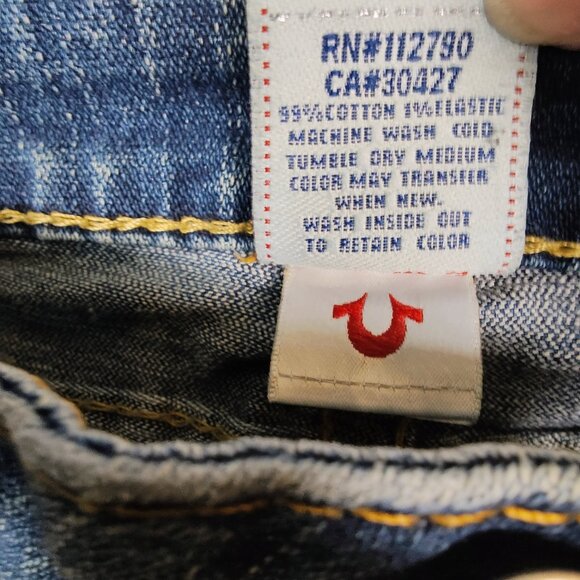 RN#112790
CA#30427
99%COTTON 1%ELASTIC
MACHINE WASH COLD
TUMBLE DRY MEDIUM
COLOR MAY TRANSFER
WHEN NEW.
WASH INSIDE OUT
TO RETAIN COLOR